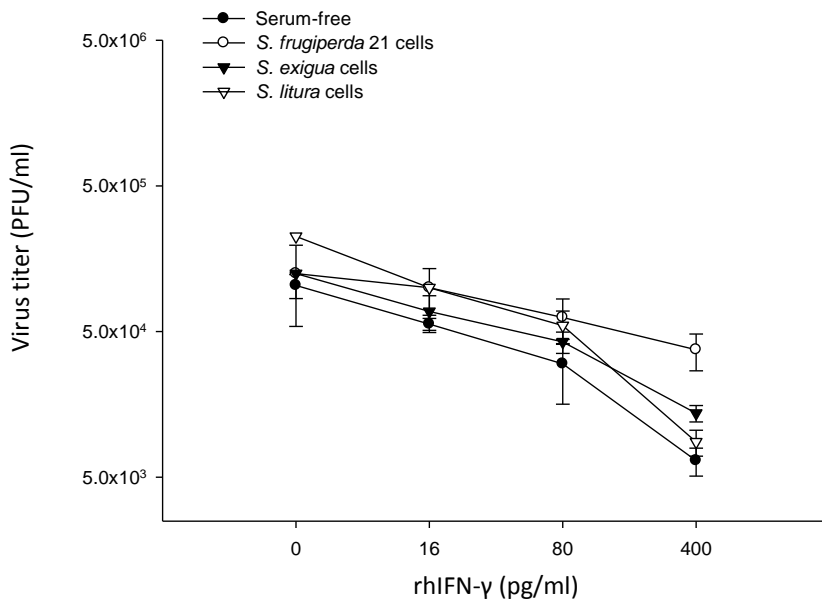 Serum-free
S. frugiperda 21 cells
S. exigua cells
S. litura cells
5.0x10⁶
5.0x10⁵
5.0x10⁴
5.0x10³
Virus titer (PFU/ml)
0 16 80 400
rhIFN-γ (pg/ml)